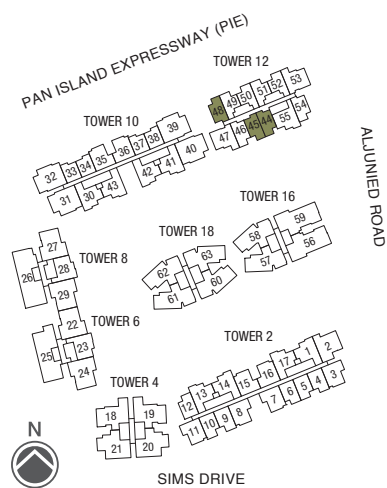 PAN ISLAND EXPRESSWAY (PIE)
TOWER 12
48 49 50 51 52 53
47 46 45 44 55 54
TOWER 10
32 33 34 35 36 37 38 39
31 30 43 42 41 40
ALJUNIED ROAD
TOWER 16
58 59
57 56
TOWER 18
62 63
61 60
27
TOWER 8
26 28
29
22
TOWER 6
25 23
24
TOWER 2
12 13 14 15 16 17 1 2
11 10 9 8 7 6 5 4 3
TOWER 4
18 19
21 20
N
SIMS DRIVE